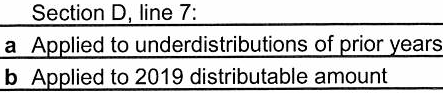 Section D, line 7:
a Applied to underdistributions of prior years
b Applied to 2019 distributable amount